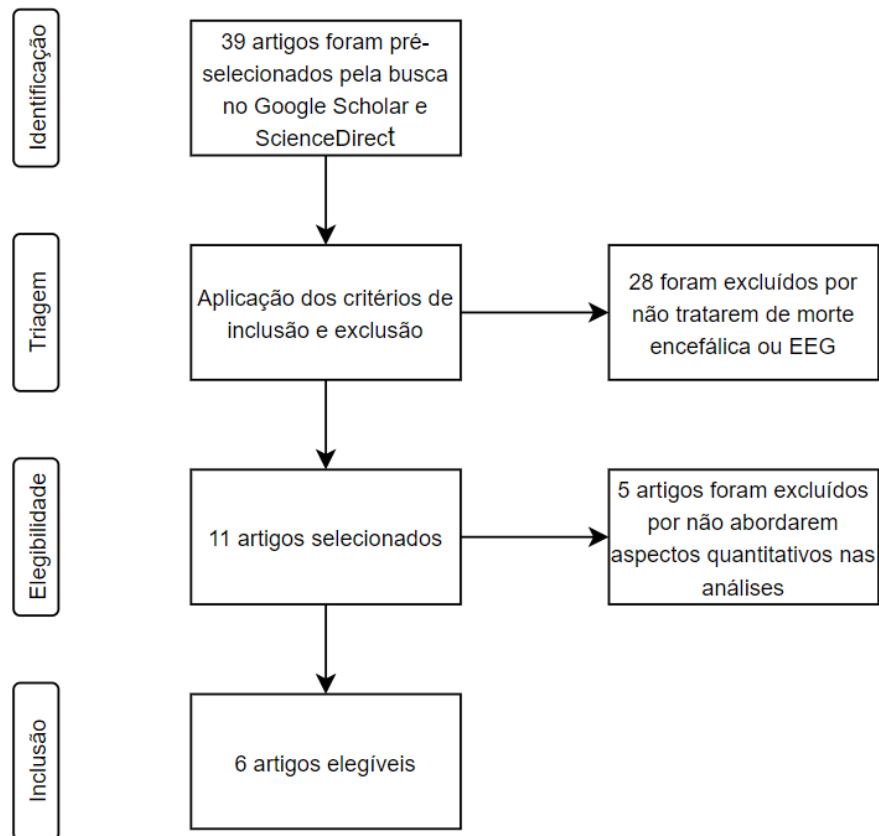 Identificação
39 artigos foram pré-
selecionados pela busca
no Google Scholar e
ScienceDirect
Triagem
Aplicação dos critérios de
inclusão e exclusão
28 foram excluídos por
não tratarem de morte
encefálica ou EEG
Elegibilidade
11 artigos selecionados
5 artigos foram excluídos
por não abordarem
aspectos quantitativos nas
análises
Inclusão
6 artigos elegíveis